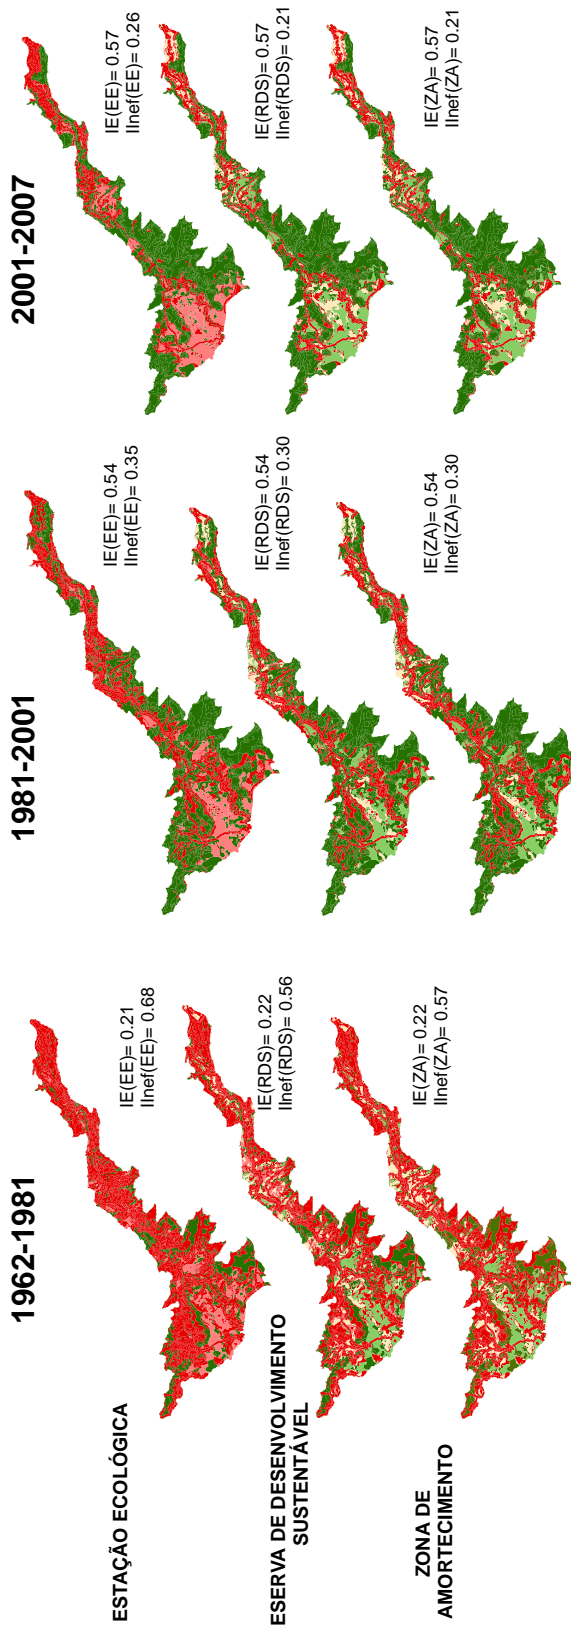 1962-1981
1981-2001
2001-2007
ESTAÇÃO ECOLÓGICA
IE(EE)= 0.21
IInef(EE)= 0.68
IE(EE)= 0.54
IInef(EE)= 0.35
IE(EE)= 0.57
IInef(EE)= 0.26
ESERVA DE DESENVOLVIMENTO
SUSTENTÁVEL
IE(RDS)= 0.22
IInef(RDS)= 0.56
IE(RDS)= 0.54
IInef(RDS)= 0.30
IE(RDS)= 0.57
IInef(RDS)= 0.21
ZONA DE
AMORTECIMENTO
IE(ZA)= 0.22
IInef(ZA)= 0.57
IE(ZA)= 0.54
IInef(ZA)= 0.30
IE(ZA)= 0.57
IInef(ZA)= 0.21